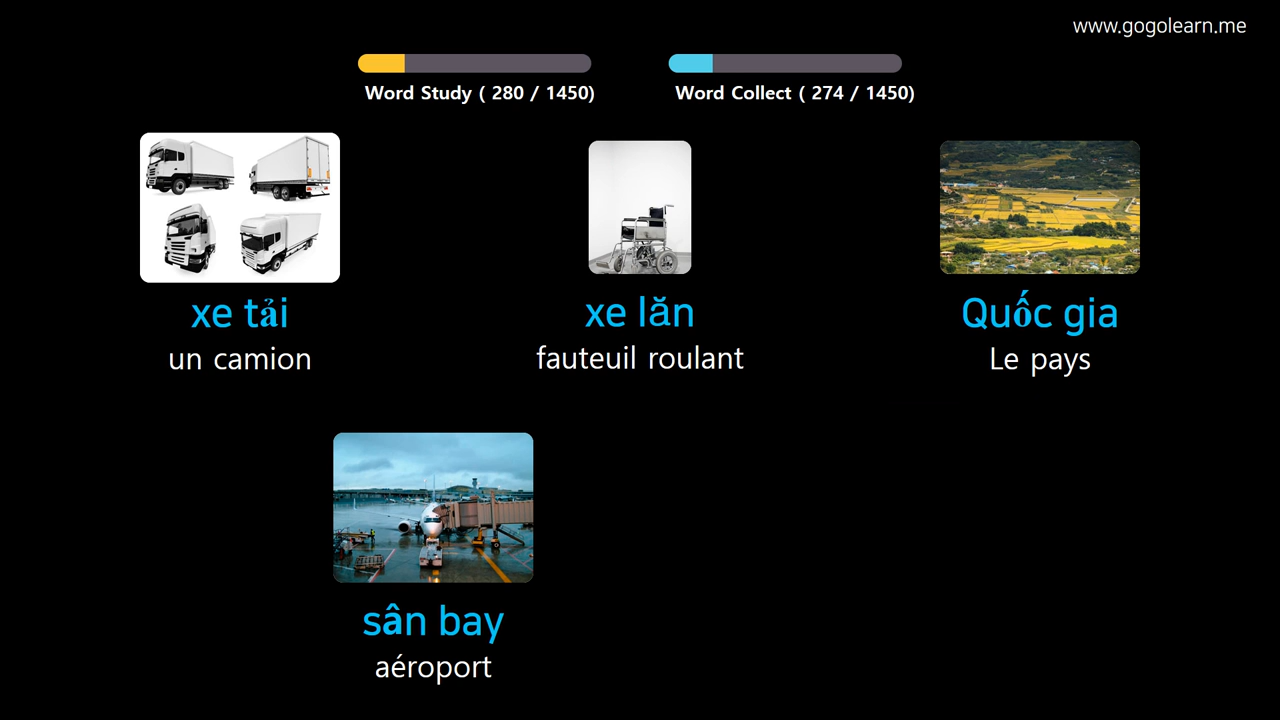 www.gogolearn.me
Word Study ( 280 / 1450)
Word Collect ( 274 / 1450)
xe tải
un camion
xe lăn
fauteuil roulant
Quốc gia
Le pays
sân bay
aéroport